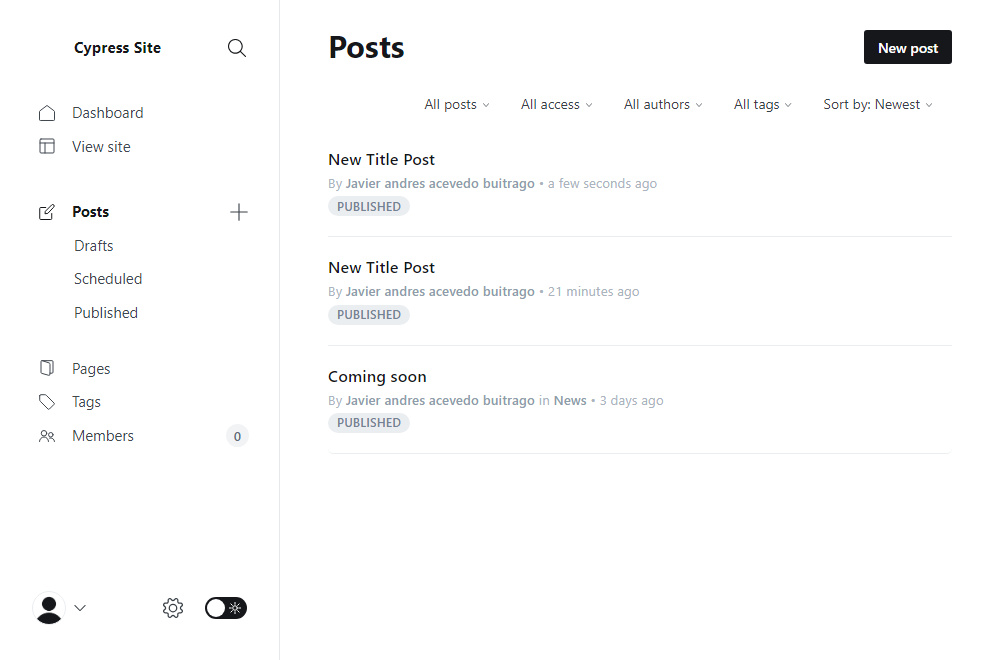 Cypress Site
Dashboard
View site
Posts
Drafts
Scheduled
Published
Pages
Tags
Members 0
Posts
New post
All posts All access All authors All tags Sort by: Newest
New Title Post
By Javier andres acevedo buitrago • a few seconds ago
PUBLISHED
New Title Post
By Javier andres acevedo buitrago • 21 minutes ago
PUBLISHED
Coming soon
By Javier andres acevedo buitrago in News • 3 days ago
PUBLISHED